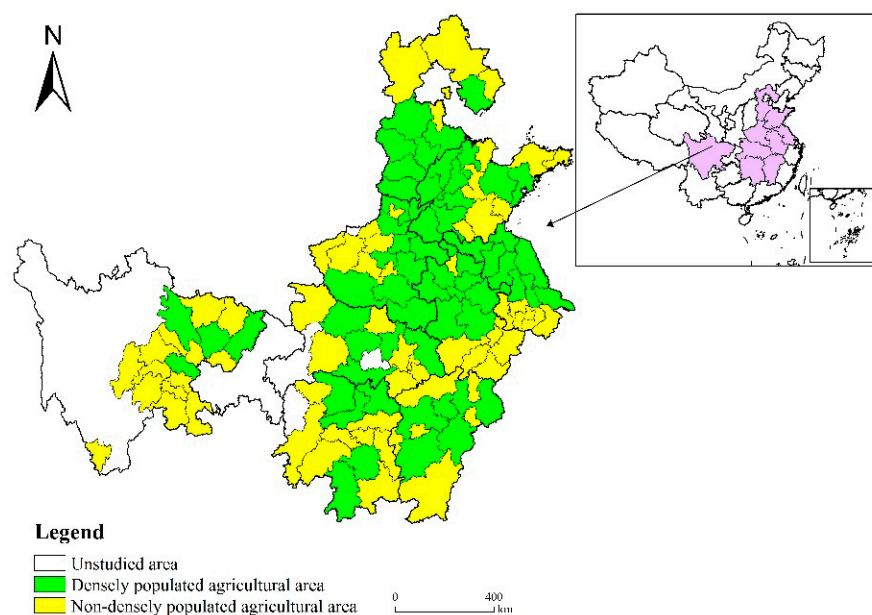 N
Legend
Unstudied area
Densely populated agricultural area
Non-densely populated agricultural area
0 400
km